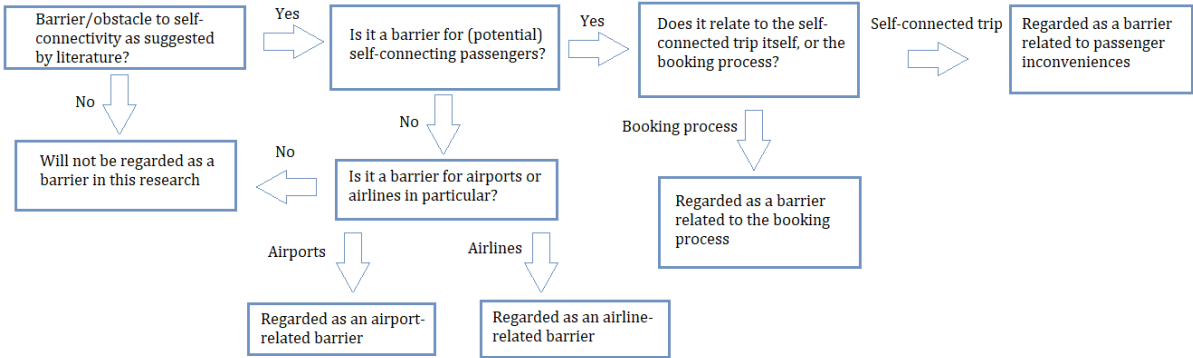 Barrier/obstacle to self-
connectivity as suggested
by literature?
Yes
Is it a barrier for (potential)
self-connecting passengers?
Yes
Does it relate to the self-
connected trip itself, or the
booking process?
Self-connected trip
Regarded as a barrier
related to passenger
inconveniences
No
No
Booking process
Will not be regarded as a
barrier in this research
No
Is it a barrier for airports or
airlines in particular?
Regarded as a barrier
related to the booking
process
Airports
Airlines
Regarded as an airport-
related barrier
Regarded as an airline-
related barrier